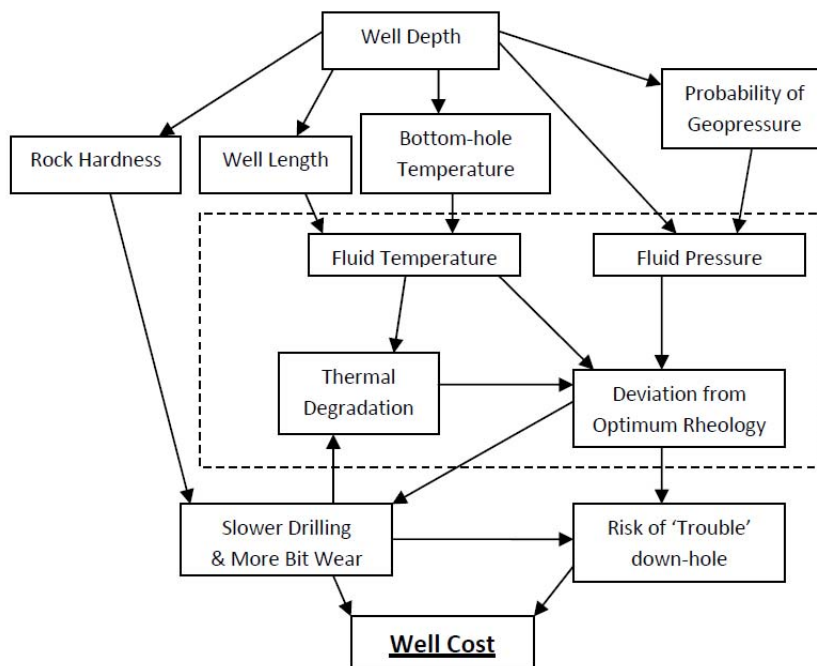 Well Depth
Probability of
Geopressure
Rock Hardness
Well Length
Bottom-hole
Temperature
Fluid Temperature
Fluid Pressure
Thermal
Degradation
Deviation from
Optimum Rheology
Slower Drilling
& More Bit Wear
Risk of ‘Trouble’
down-hole
Well Cost